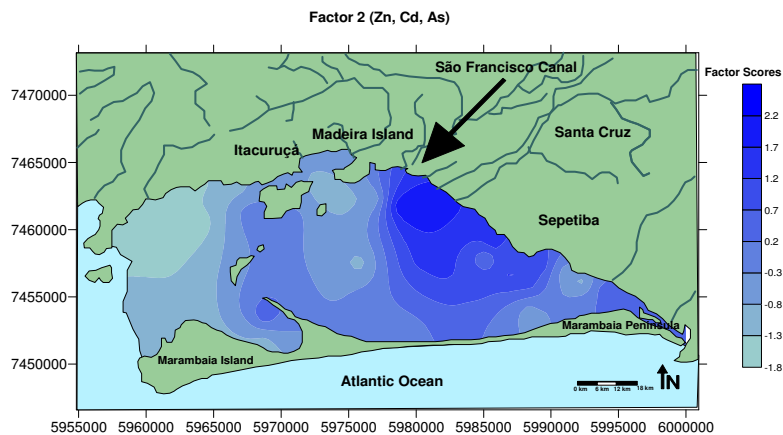 Factor 2 (Zn, Cd, As)
São Francisco Canal
Factor Scores
7470000
Madeira Island
Santa Cruz
Itacuruçá
7465000
Sepetiba
7460000
7455000
Marambaia Peninsula
Marambaia Island
7450000
Atlantic Ocean
N
0 km 6 km 12 km 18 km
2.2
1.7
1.2
0.7
0.2
-0.3
-0.8
-1.3
-1.8
5955000 5960000 5965000 5970000 5975000 5980000 5985000 5990000 5995000 6000000